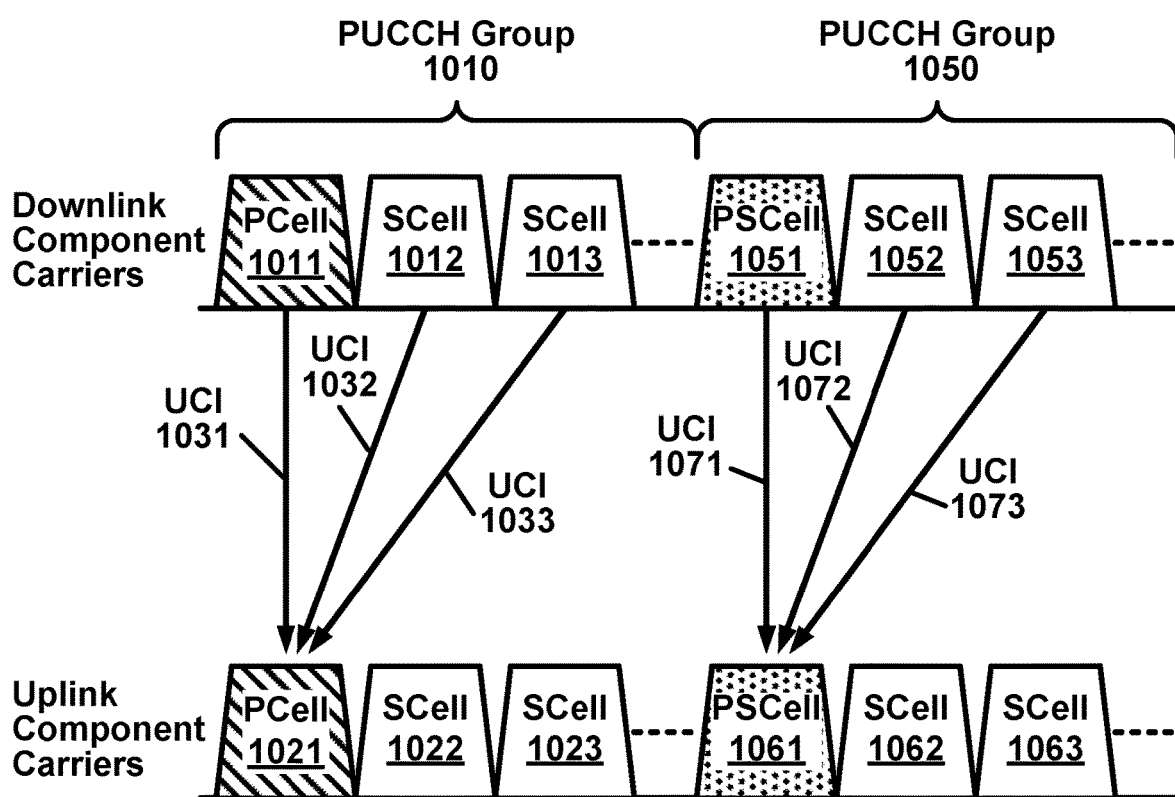 PUCCH Group
1010
PUCCH Group
1050
Downlink
Component
Carriers
PCell
1011
SCell
1012
SCell
1013
PSCell
1051
SCell
1052
SCell
1053
UCI
1031
UCI
1032
UCI
1033
UCI
1071
UCI
1072
UCI
1073
Uplink
Component
Carriers
PCell
1021
SCell
1022
SCell
1023
PSCell
1061
SCell
1062
SCell
1063